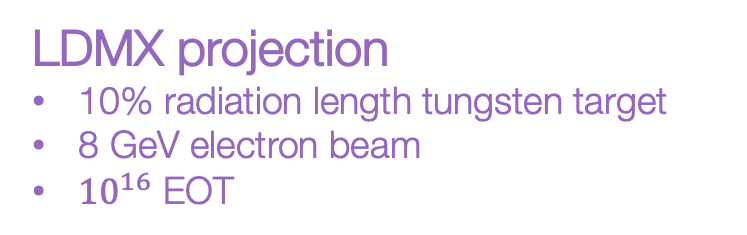 LDMX projection
• 10% radiation length tungsten target
• 8 GeV electron beam
• 10¹⁶ EOT